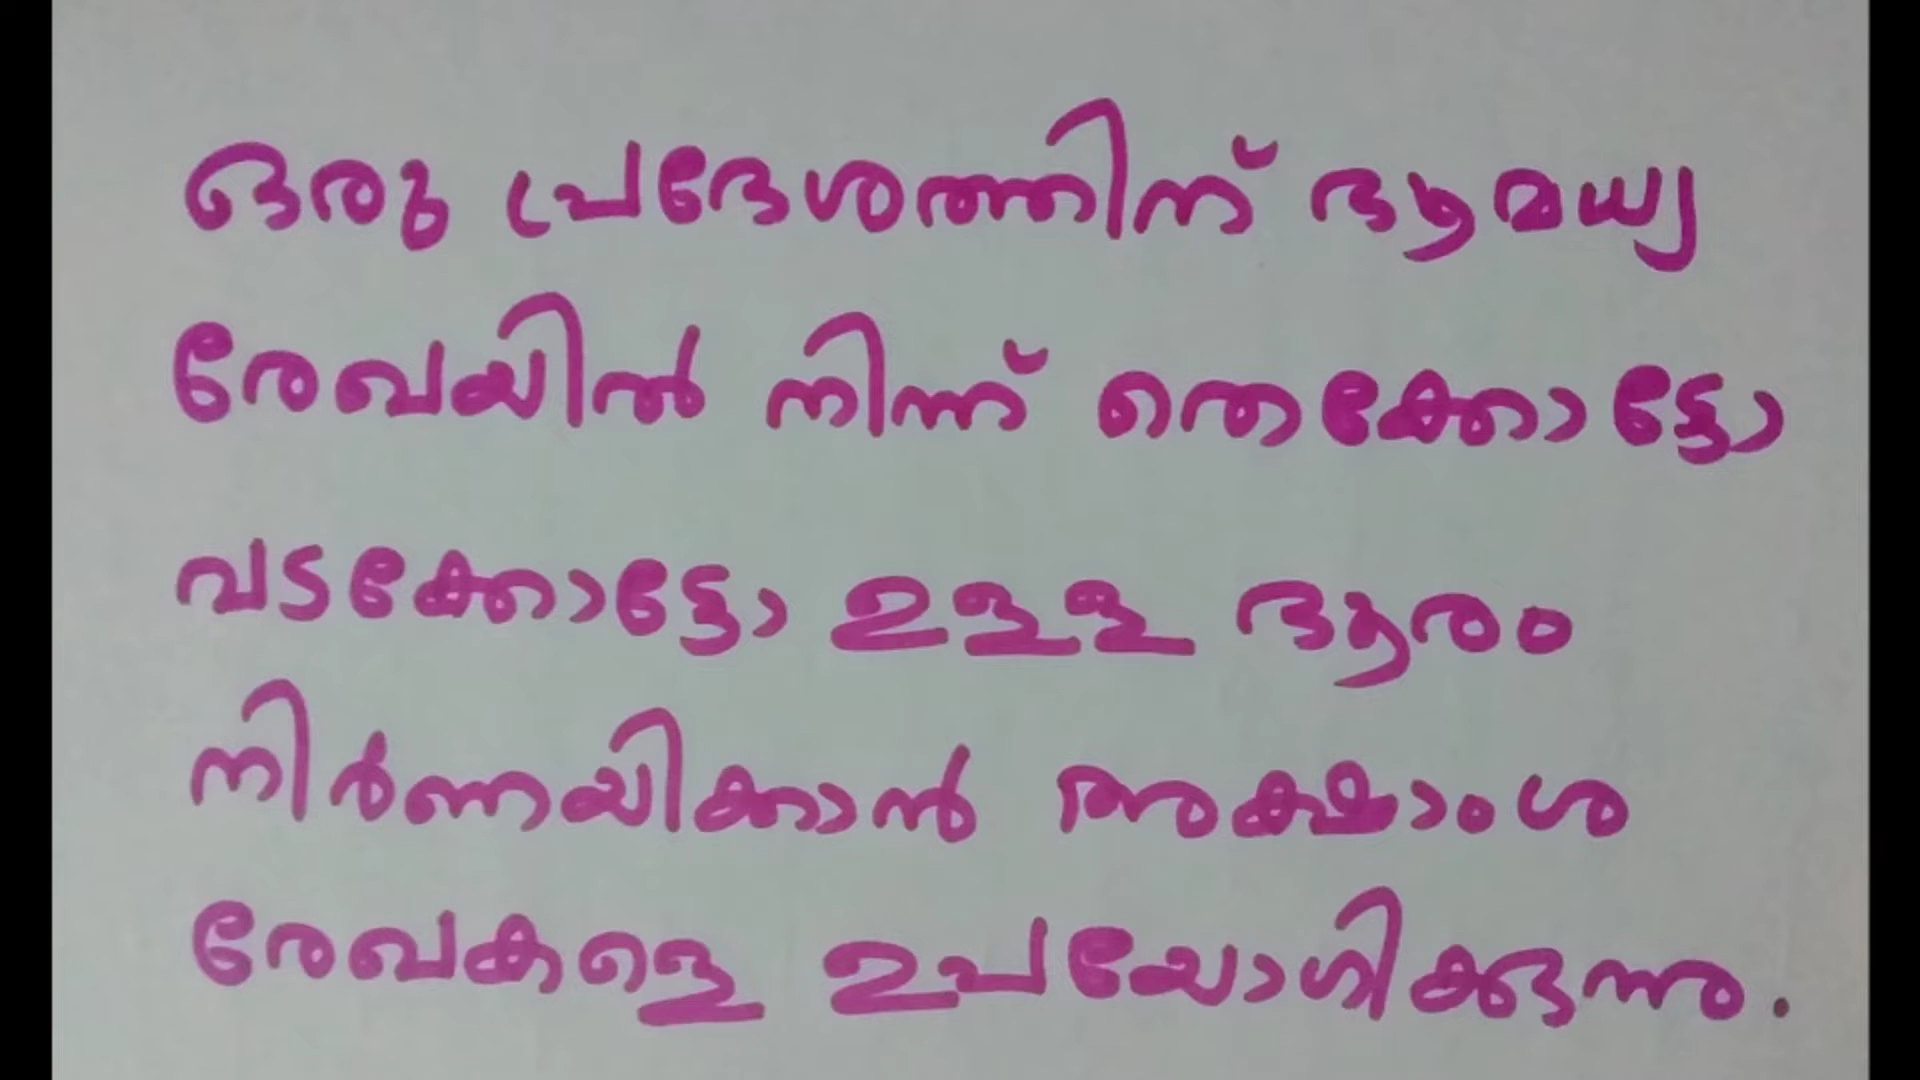 ഒരു പ്രദേശത്തിന് ഭൂമധ്യ
രേഖയിൽ നിന്ന് തെക്കോട്ടോ
വടക്കോട്ടോ ഉള്ള ദൂരം
നിർണയിക്കാൻ അക്ഷാംശ
രേഖകളെ ഉപയോഗിക്കുന്നു.